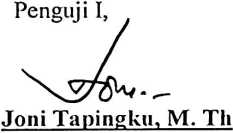 Penguji I,
Joni Tapingku, M. Th